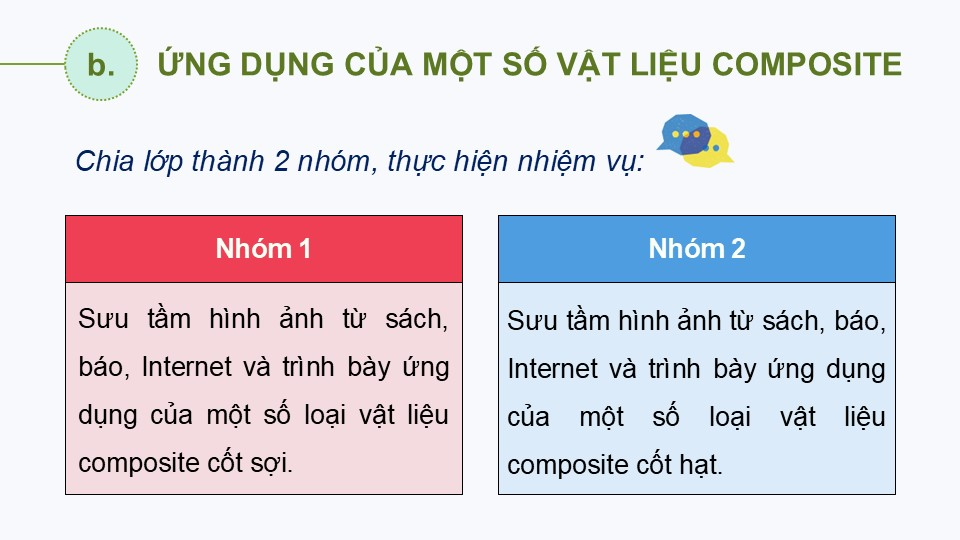 b.
ỨNG DỤNG CỦA MỘT SỐ VẬT LIỆU COMPOSITE
Chia lớp thành 2 nhóm, thực hiện nhiệm vụ:
Nhóm 1
Sưu tầm hình ảnh từ sách,
báo, Internet và trình bày ứng
dụng của một số loại vật liệu
composite cốt sợi.
Nhóm 2
Sưu tầm hình ảnh từ sách, báo,
Internet và trình bày ứng dụng
của một số loại vật liệu
composite cốt hạt.